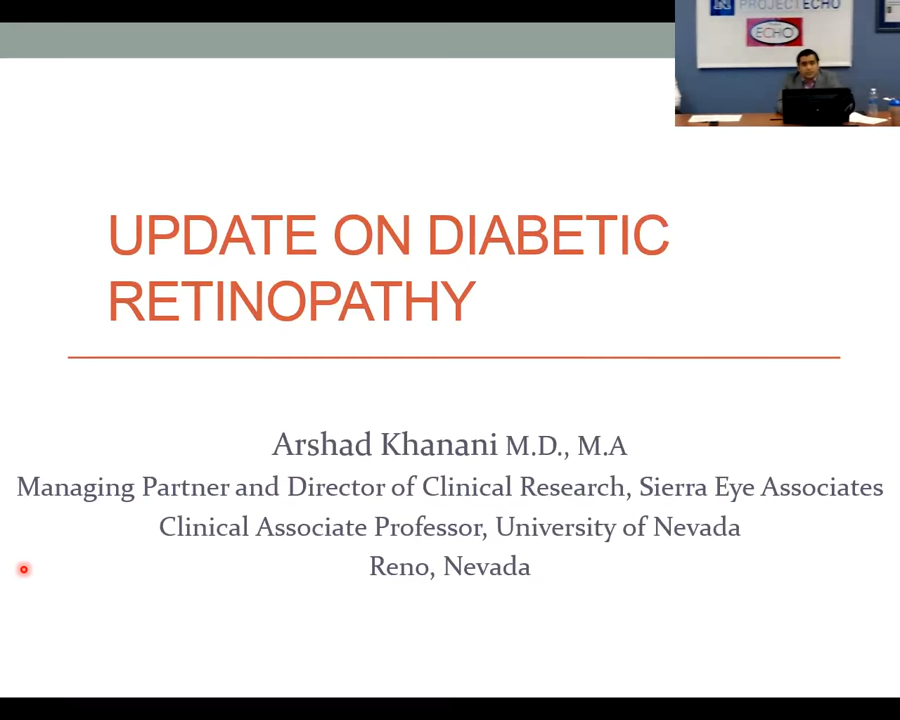 PROJECT ECHO
ECHO
UPDATE ON DIABETIC
RETINOPATHY
Arshad Khanani M.D., M.A
Managing Partner and Director of Clinical Research, Sierra Eye Associates
Clinical Associate Professor, University of Nevada
Reno, Nevada